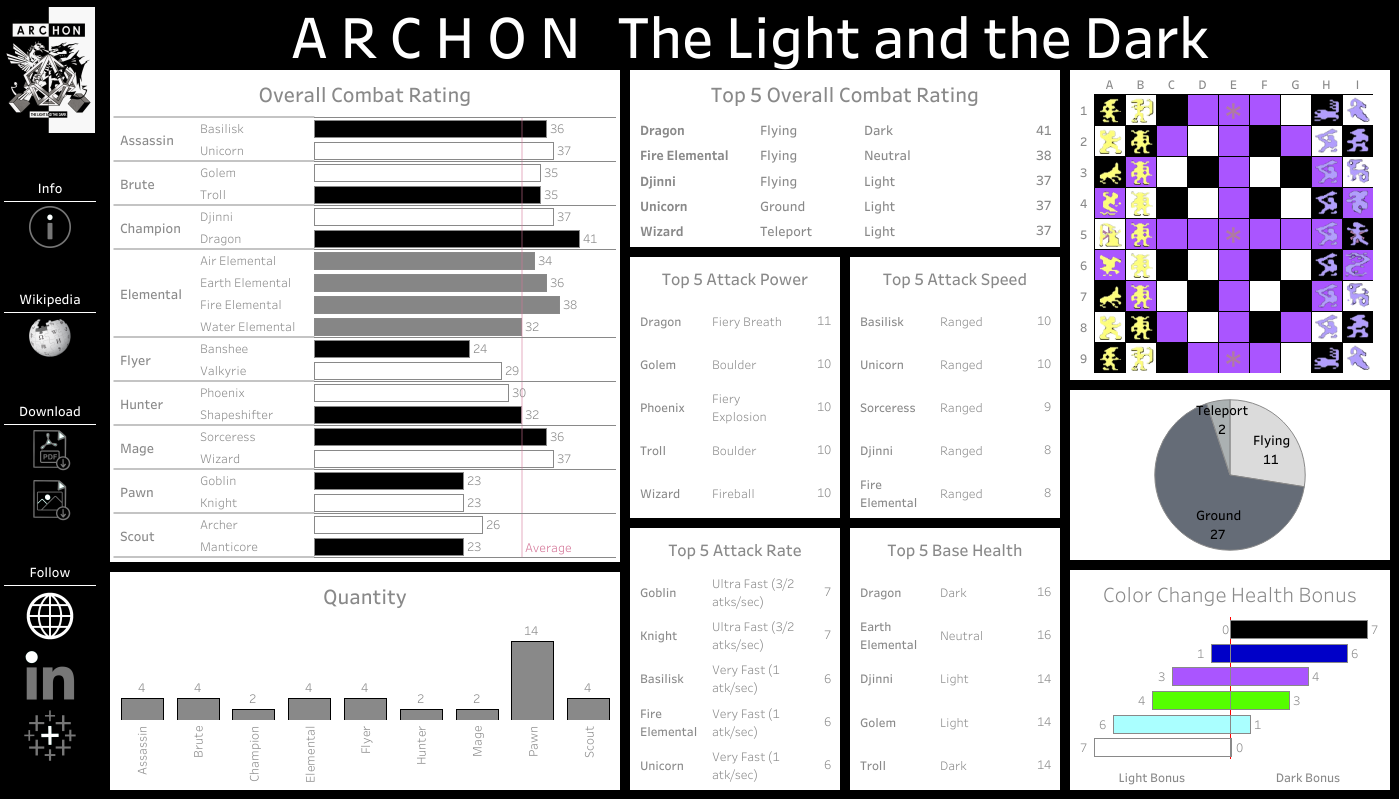 ARCHON The Light and the Dark
ARCHON
Info
Wikipedia
Download
PDF
Follow
in
Overall Combat Rating
Assassin
Basilisk 36
Unicorn 37
Brute
Golem 35
Troll 35
Champion
Djinni 37
Dragon 41
Elemental
Air Elemental 34
Earth Elemental 36
Fire Elemental 38
Water Elemental 32
Flyer
Banshee 24
Valkyrie 29
Hunter
Phoenix 30
Shapeshifter 32
Mage
Sorceress 36
Wizard 37
Pawn
Goblin 23
Knight 23
Scout
Archer 26
Manticore 23
Average
Quantity
4 4 2 4 4 2 2 14 4
Assassin
Brute
Champion
Elemental
Flyer
Hunter
Mage
Pawn
Scout
Top 5 Overall Combat Rating
Dragon Flying Dark 41
Fire Elemental Flying Neutral 38
Djinni Flying Light 37
Unicorn Ground Light 37
Wizard Teleport Light 37
Top 5 Attack Power
Dragon Fiery Breath 11
Golem Boulder 10
Phoenix Fiery Explosion 10
Troll Boulder 10
Wizard Fireball 10
Top 5 Attack Speed
Basilisk Ranged 10
Unicorn Ranged 10
Sorceress Ranged 9
Djinni Ranged 8
Fire Elemental Ranged 8
Top 5 Attack Rate
Goblin Ultra Fast (3/2 atks/sec) 7
Knight Ultra Fast (3/2 atks/sec) 7
Basilisk Very Fast (1 atk/sec) 6
Fire Elemental Very Fast (1 atk/sec) 6
Unicorn Very Fast (1 atk/sec) 6
Top 5 Base Health
Dragon Dark 16
Earth Elemental Neutral 16
Djinni Light 14
Golem Light 14
Troll Dark 14
A B C D E F G H I
1
2
3
4
5
6
7
8
9
Teleport
2
Flying
11
Ground
27
Color Change Health Bonus
0 7
1 6
3 4
4 3
6 1
7 0
Light Bonus Dark Bonus